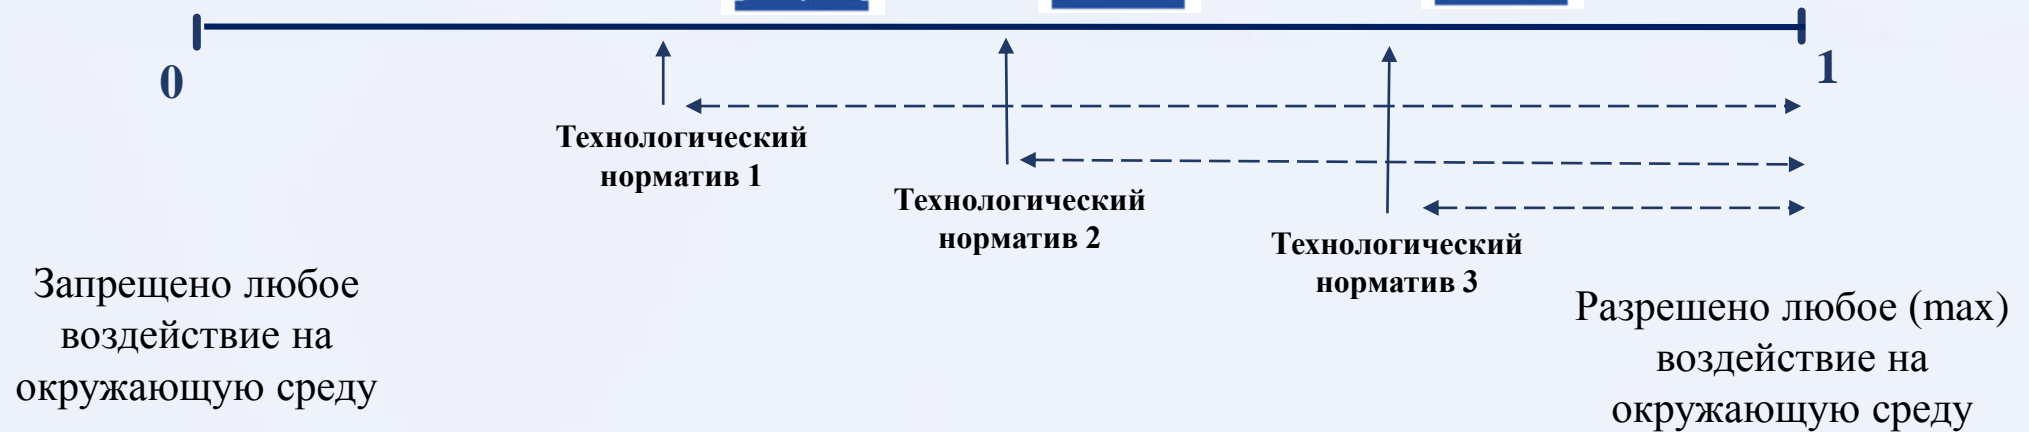 0
1
Технологический
норматив 1
Технологический
норматив 2
Технологический
норматив 3
Запрещено любое
воздействие на
окружающую среду
Разрешено любое (max)
воздействие на
окружающую среду